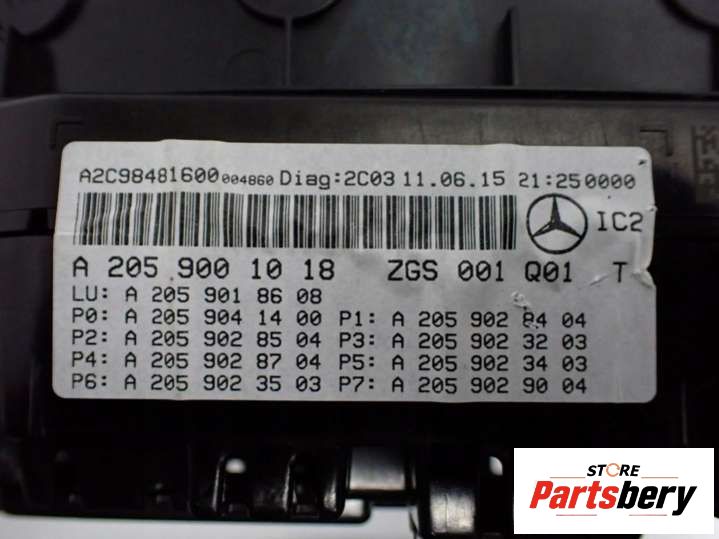 A2C98481600 004860 Diag:2C03 11.06.15 21:250000
IC2
A 205 900 10 18 ZGS 001 Q01 T
LU: A 205 901 86 08
P0: A 205 904 14 00 P1: A 205 902 84 04
P2: A 205 902 85 04 P3: A 205 902 32 03
P4: A 205 902 87 04 P5: A 205 902 34 03
P6: A 205 902 35 03 P7: A 205 902 90 04
STORE
Partsbery